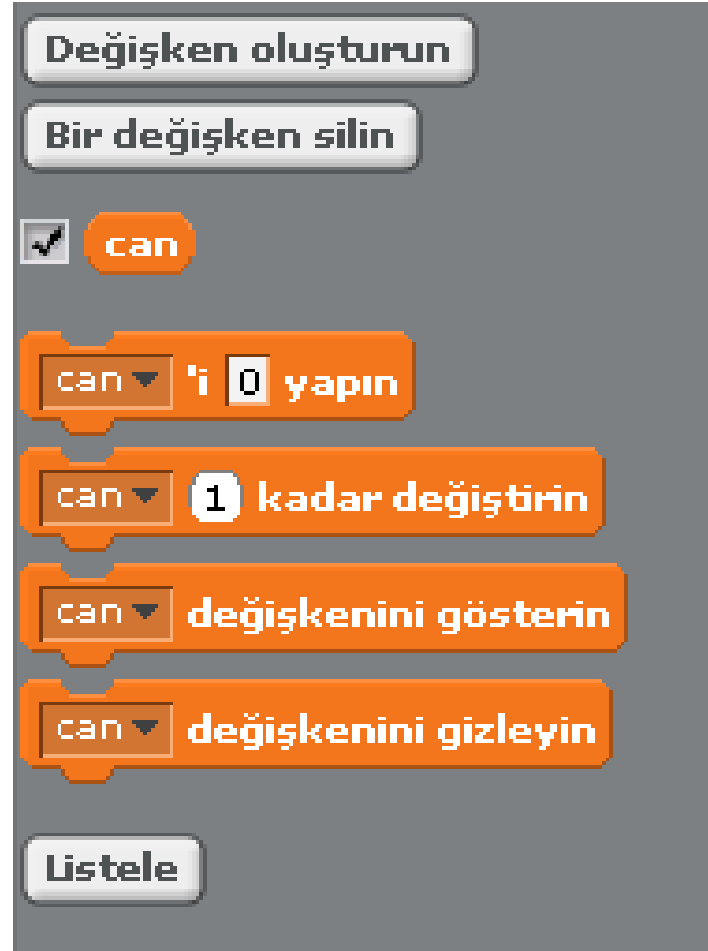 Değişken oluşturun
Bir değişken silin
can
can 'i 0 yapın
can 1 kadar değiştirin
can değişkenini gösterin
can değişkenini gizleyin
Listele